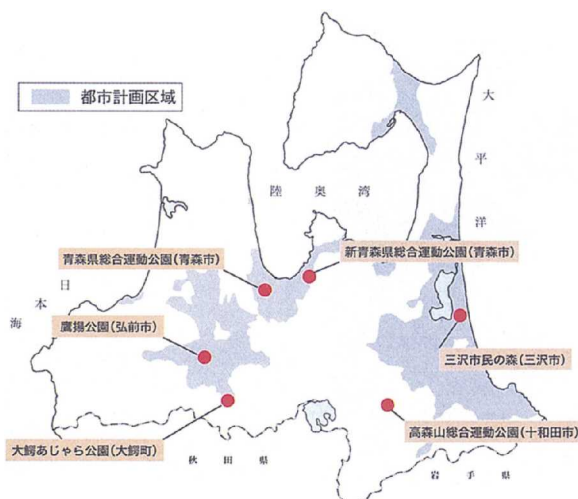 都市計画区域
大平洋
陸奥湾
青森県総合運動公園(青森市)
新青森県総合運動公園(青森市)
日本海
鷹揚公園(弘前市)
三沢市民の森(三沢市)
大鰐あじゃら公園(大鰐町)
高森山総合運動公園(十和田市)
秋田県
岩手県